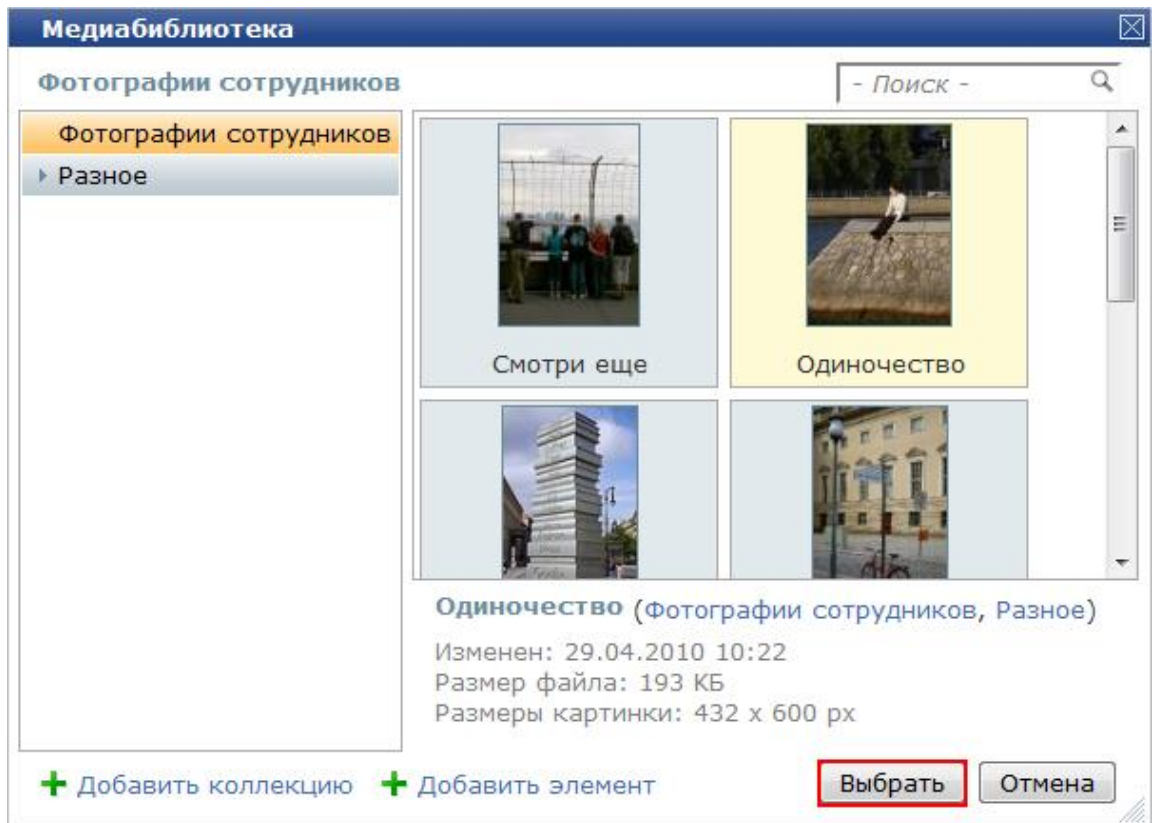 Медиабиблиотека
Фотографии сотрудников
- Поиск -
Фотографии сотрудников
Разное
Смотри еще
Одиночество
Одиночество (Фотографии сотрудников, Разное)
Изменен: 29.04.2010 10:22
Размер файла: 193 КБ
Размеры картинки: 432 x 600 px
Добавить коллекцию
Добавить элемент
Выбрать
Отмена